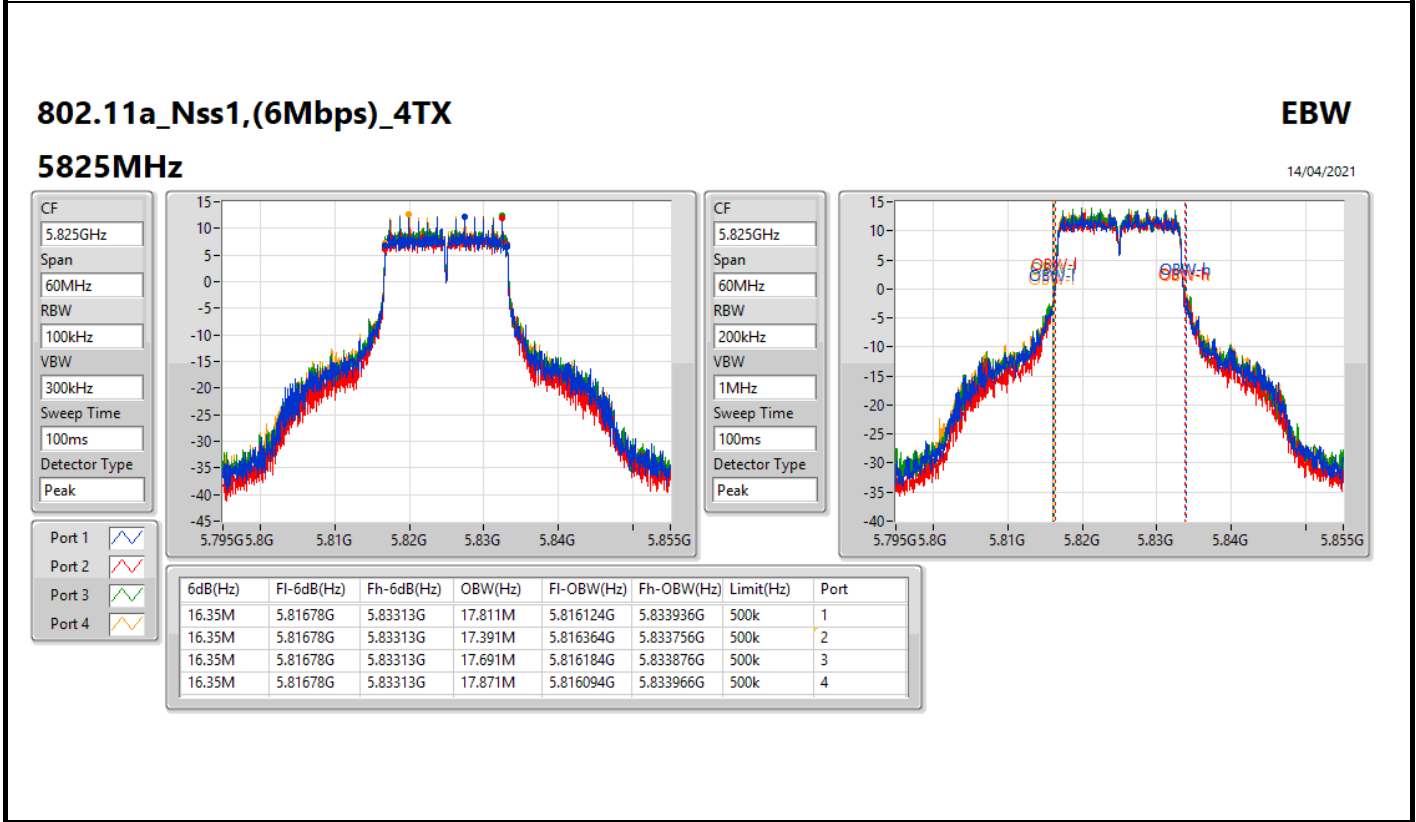 802.11a_Nss1,(6Mbps)_4TX
EBW
5825MHz
14/04/2021
CF
5.825GHz
Span
60MHz
RBW
100kHz
VBW
300kHz
Sweep Time
100ms
Detector Type
Peak
15
10
5
0
-5
-10
-15
-20
-25
-30
-35
-40
-45
5.795G 5.8G 5.81G 5.82G 5.83G 5.84G 5.855G
CF
5.825GHz
Span
60MHz
RBW
200kHz
VBW
1MHz
Sweep Time
100ms
Detector Type
Peak
15
10
5
0
-5
-10
-15
-20
-25
-30
-35
-40
OBW-l OBW-h
OBW-l OBW-h
5.795G 5.8G 5.81G 5.82G 5.83G 5.84G 5.855G
Port 1
Port 2
Port 3
Port 4
6dB(Hz) Fl-6dB(Hz) Fh-6dB(Hz) OBW(Hz) Fl-OBW(Hz) Fh-OBW(Hz) Limit(Hz) Port
16.35M 5.81678G 5.83313G 17.811M 5.816124G 5.833936G 500k 1
16.35M 5.81678G 5.83313G 17.391M 5.816364G 5.833756G 500k 2
16.35M 5.81678G 5.83313G 17.691M 5.816184G 5.833876G 500k 3
16.35M 5.81678G 5.83313G 17.871M 5.816094G 5.833966G 500k 4